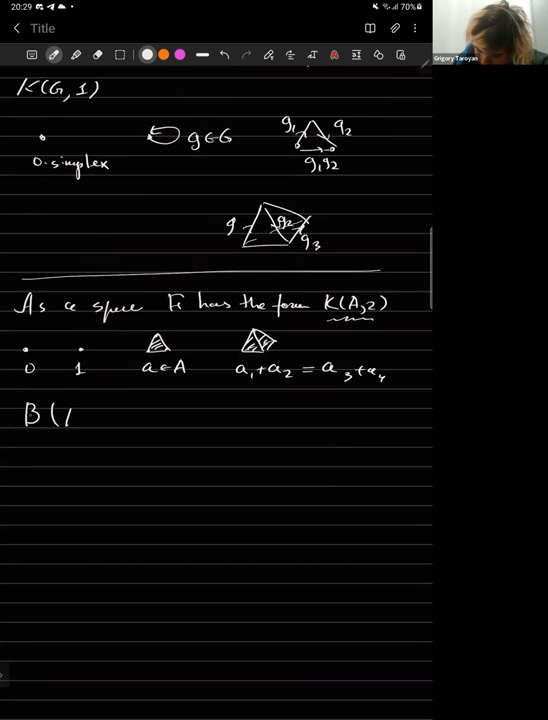 20:29
70%
Title
Grigory Taroyan
K(G, 1)
g∈G
g₁ g₂
0-simplex
g₁g₂
g g₂
g₃
As a space Fi has the form K(A,2)
0 1 a∈A a₁+a₂ = a₃+a₄
B(